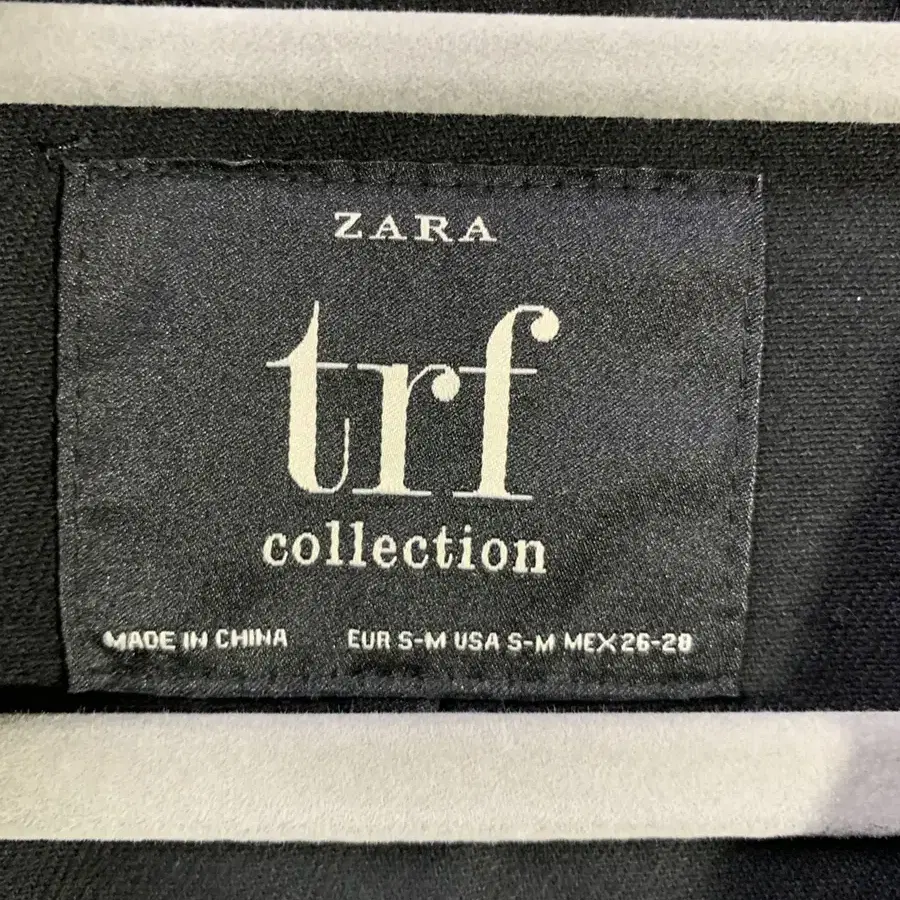 ZARA
trf
collection
MADE IN CHINA EUR S-M USA S-M MEX 26-28